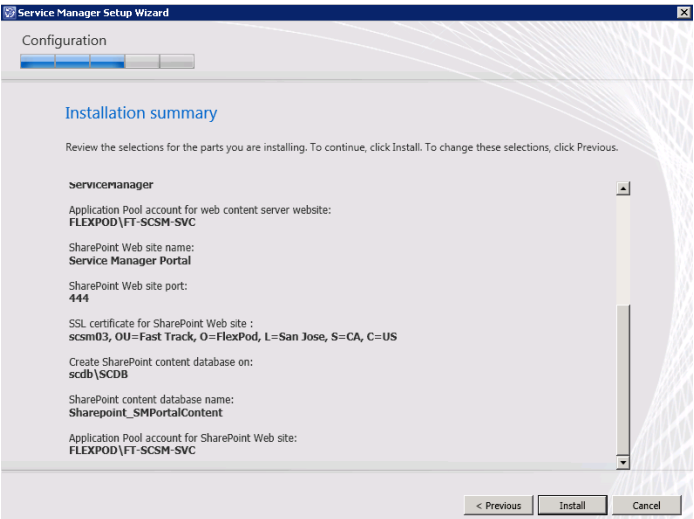 Service Manager Setup Wizard
Configuration
Installation summary
Review the selections for the parts you are installing. To continue, click Install. To change these selections, click Previous.
ServiceManager
Application Pool account for web content server website:
FLEXPOD\FT-SCSM-SVC
SharePoint Web site name:
Service Manager Portal
SharePoint Web site port:
444
SSL certificate for SharePoint Web site :
scsm03, OU=Fast Track, O=FlexPod, L=San Jose, S=CA, C=US
Create SharePoint content database on:
scdb\SCDB
SharePoint content database name:
Sharepoint_SMPortalContent
Application Pool account for SharePoint Web site:
FLEXPOD\FT-SCSM-SVC
< Previous Install Cancel